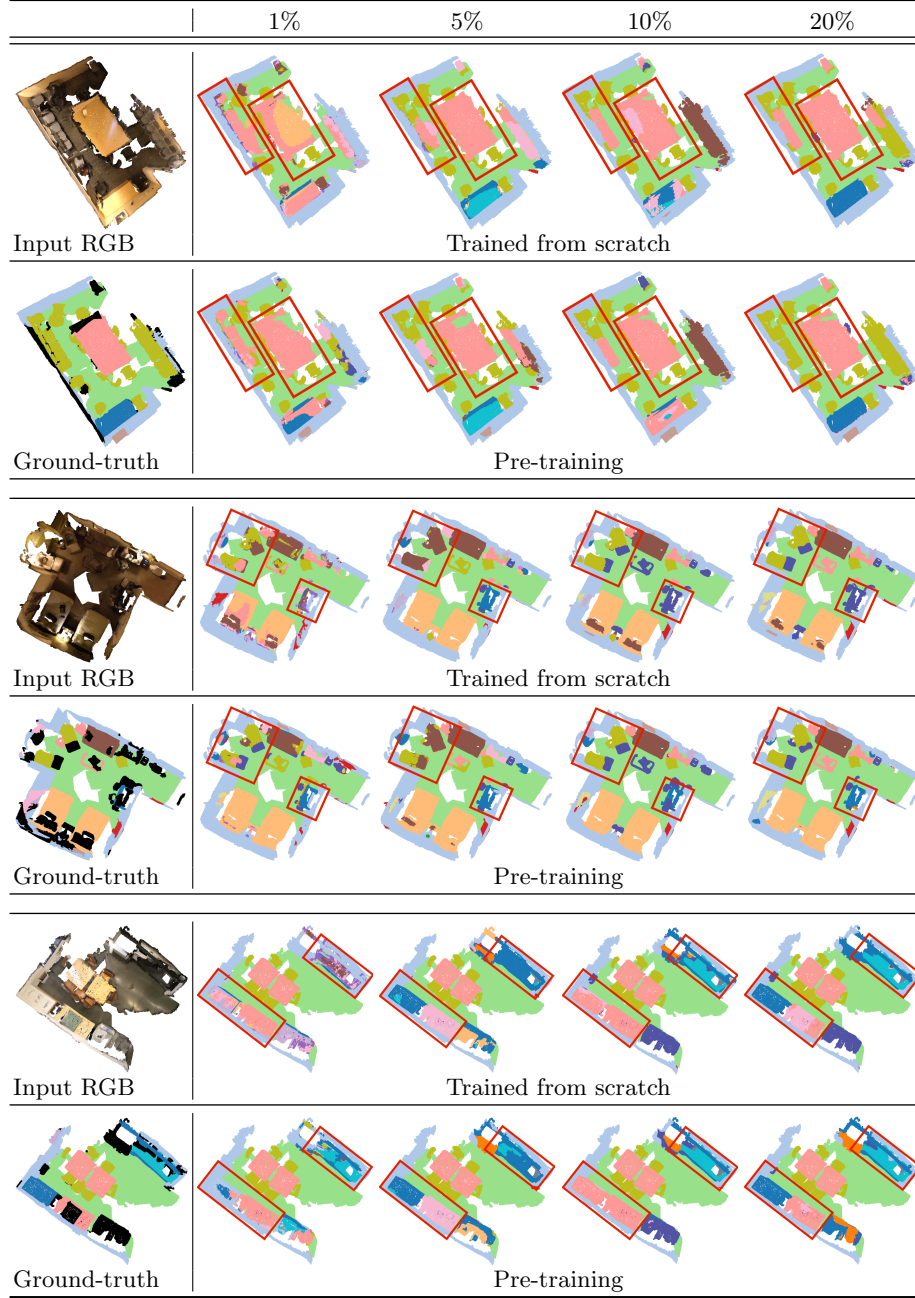 1% 5% 10% 20%
Input RGB Trained from scratch
Ground-truth Pre-training
Input RGB Trained from scratch
Ground-truth Pre-training
Input RGB Trained from scratch
Ground-truth Pre-training